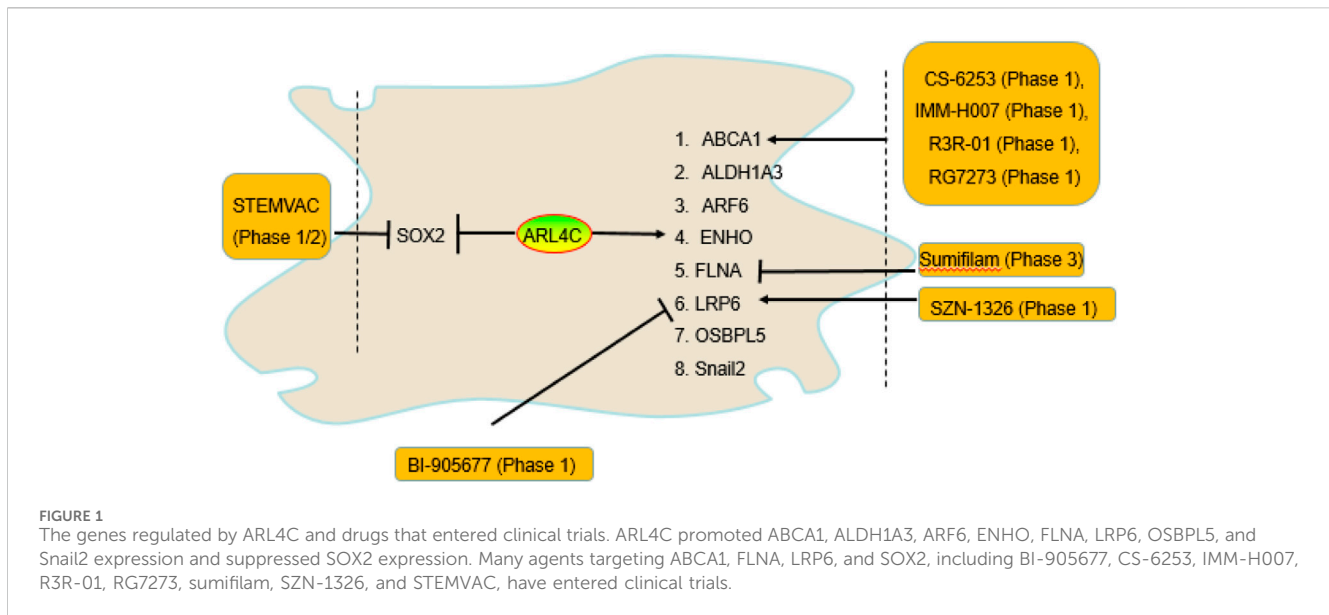 CS-6253 (Phase 1),
IMM-H007 (Phase 1),
R3R-01 (Phase 1),
RG7273 (Phase 1)
1. ABCA1
2. ALDH1A3
3. ARF6
4. ENHO
5. FLNA
6. LRP6
7. OSBPL5
8. Snail2
STEMVAC
(Phase 1/2)
SOX2
ARL4C
Sumifilam (Phase 3)
SZN-1326 (Phase 1)
BI-905677 (Phase 1)
FIGURE 1
The genes regulated by ARL4C and drugs that entered clinical trials. ARL4C promoted ABCA1, ALDH1A3, ARF6, ENHO, FLNA, LRP6, OSBPL5, and
Snail2 expression and suppressed SOX2 expression. Many agents targeting ABCA1, FLNA, LRP6, and SOX2, including BI-905677, CS-6253, IMM-H007,
R3R-01, RG7273, sumifilam, SZN-1326, and STEMVAC, have entered clinical trials.